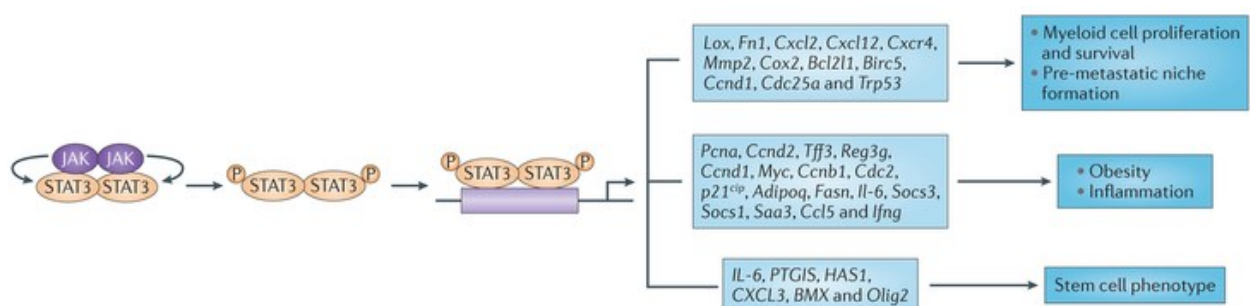 JAK JAK
STAT3 STAT3
P STAT3 STAT3 P
P STAT3 STAT3 P
Lox, Fn1, Cxcl2, Cxcl12, Cxcr4,
Mmp2, Cox2, Bcl2l1, Birc5,
Ccnd1, Cdc25a and Trp53
• Myeloid cell proliferation
and survival
• Pre-metastatic niche
formation
Pcna, Ccnd2, Tff3, Reg3g,
Ccnd1, Myc, Ccnb1, Cdc2,
p21ᶜⁱᵖ, Adipoq, Fasn, Il-6, Socs3,
Socs1, Saa3, Ccl5 and Ifng
• Obesity
• Inflammation
IL-6, PTGIS, HAS1,
CXCL3, BMX and Olig2
Stem cell phenotype